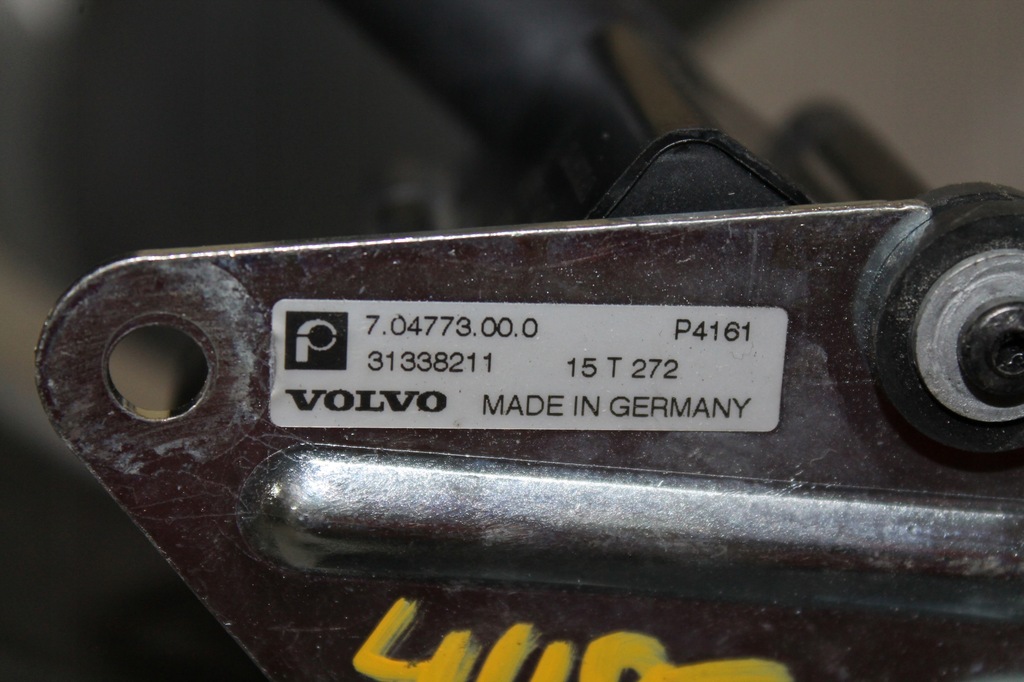 7.04773.00.0 P4161
31338211 15 T 272
VOLVO MADE IN GERMANY